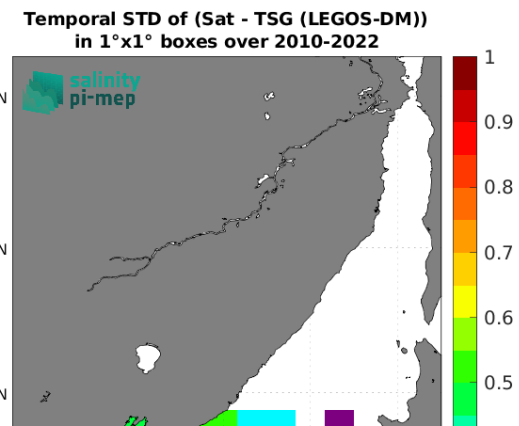 Temporal STD of (Sat - TSG (LEGOS-DM))
in 1°x1° boxes over 2010-2022
salinity
pi-mep
N
N
N
1
0.9
0.8
0.7
0.6
0.5